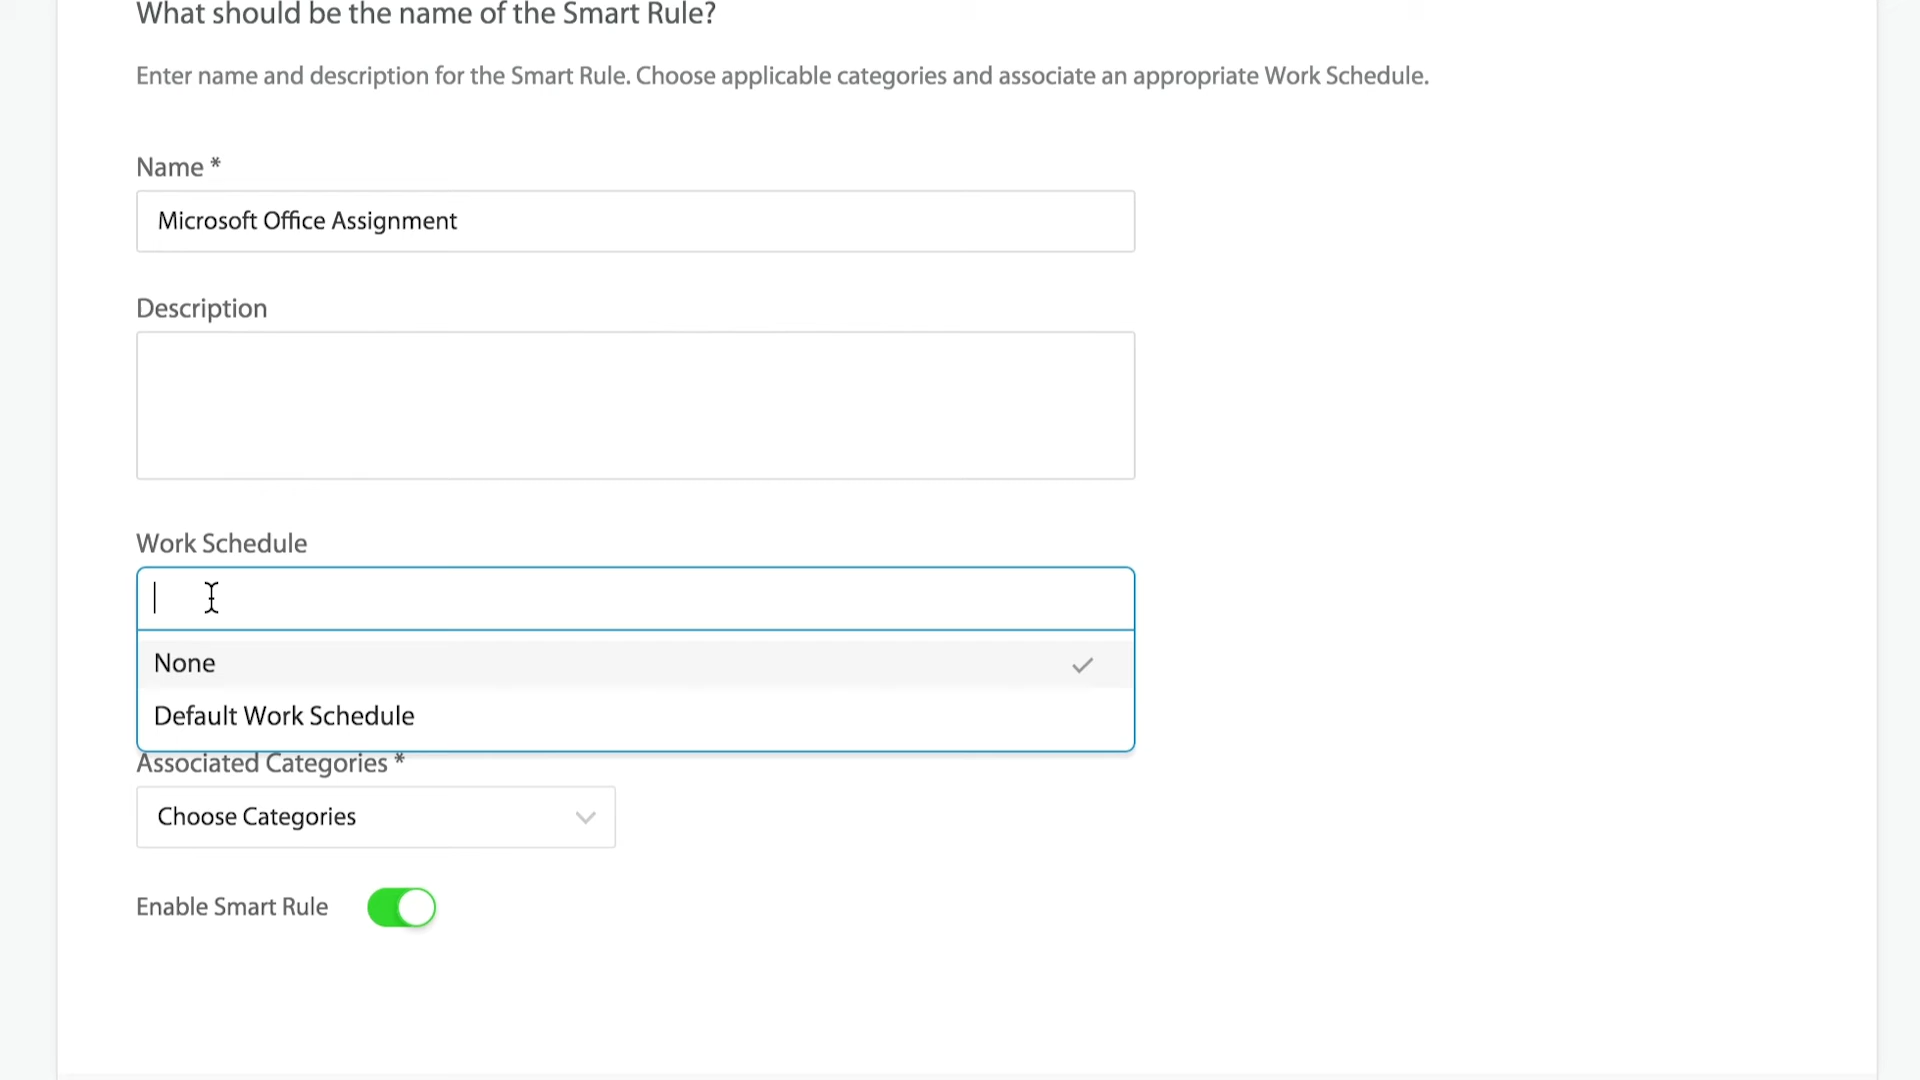 What should be the name of the Smart Rule?
Enter name and description for the Smart Rule. Choose applicable categories and associate an appropriate Work Schedule.
Name *
Microsoft Office Assignment
Description
Work Schedule
None
Default Work Schedule
Associated Categories *
Choose Categories
Enable Smart Rule